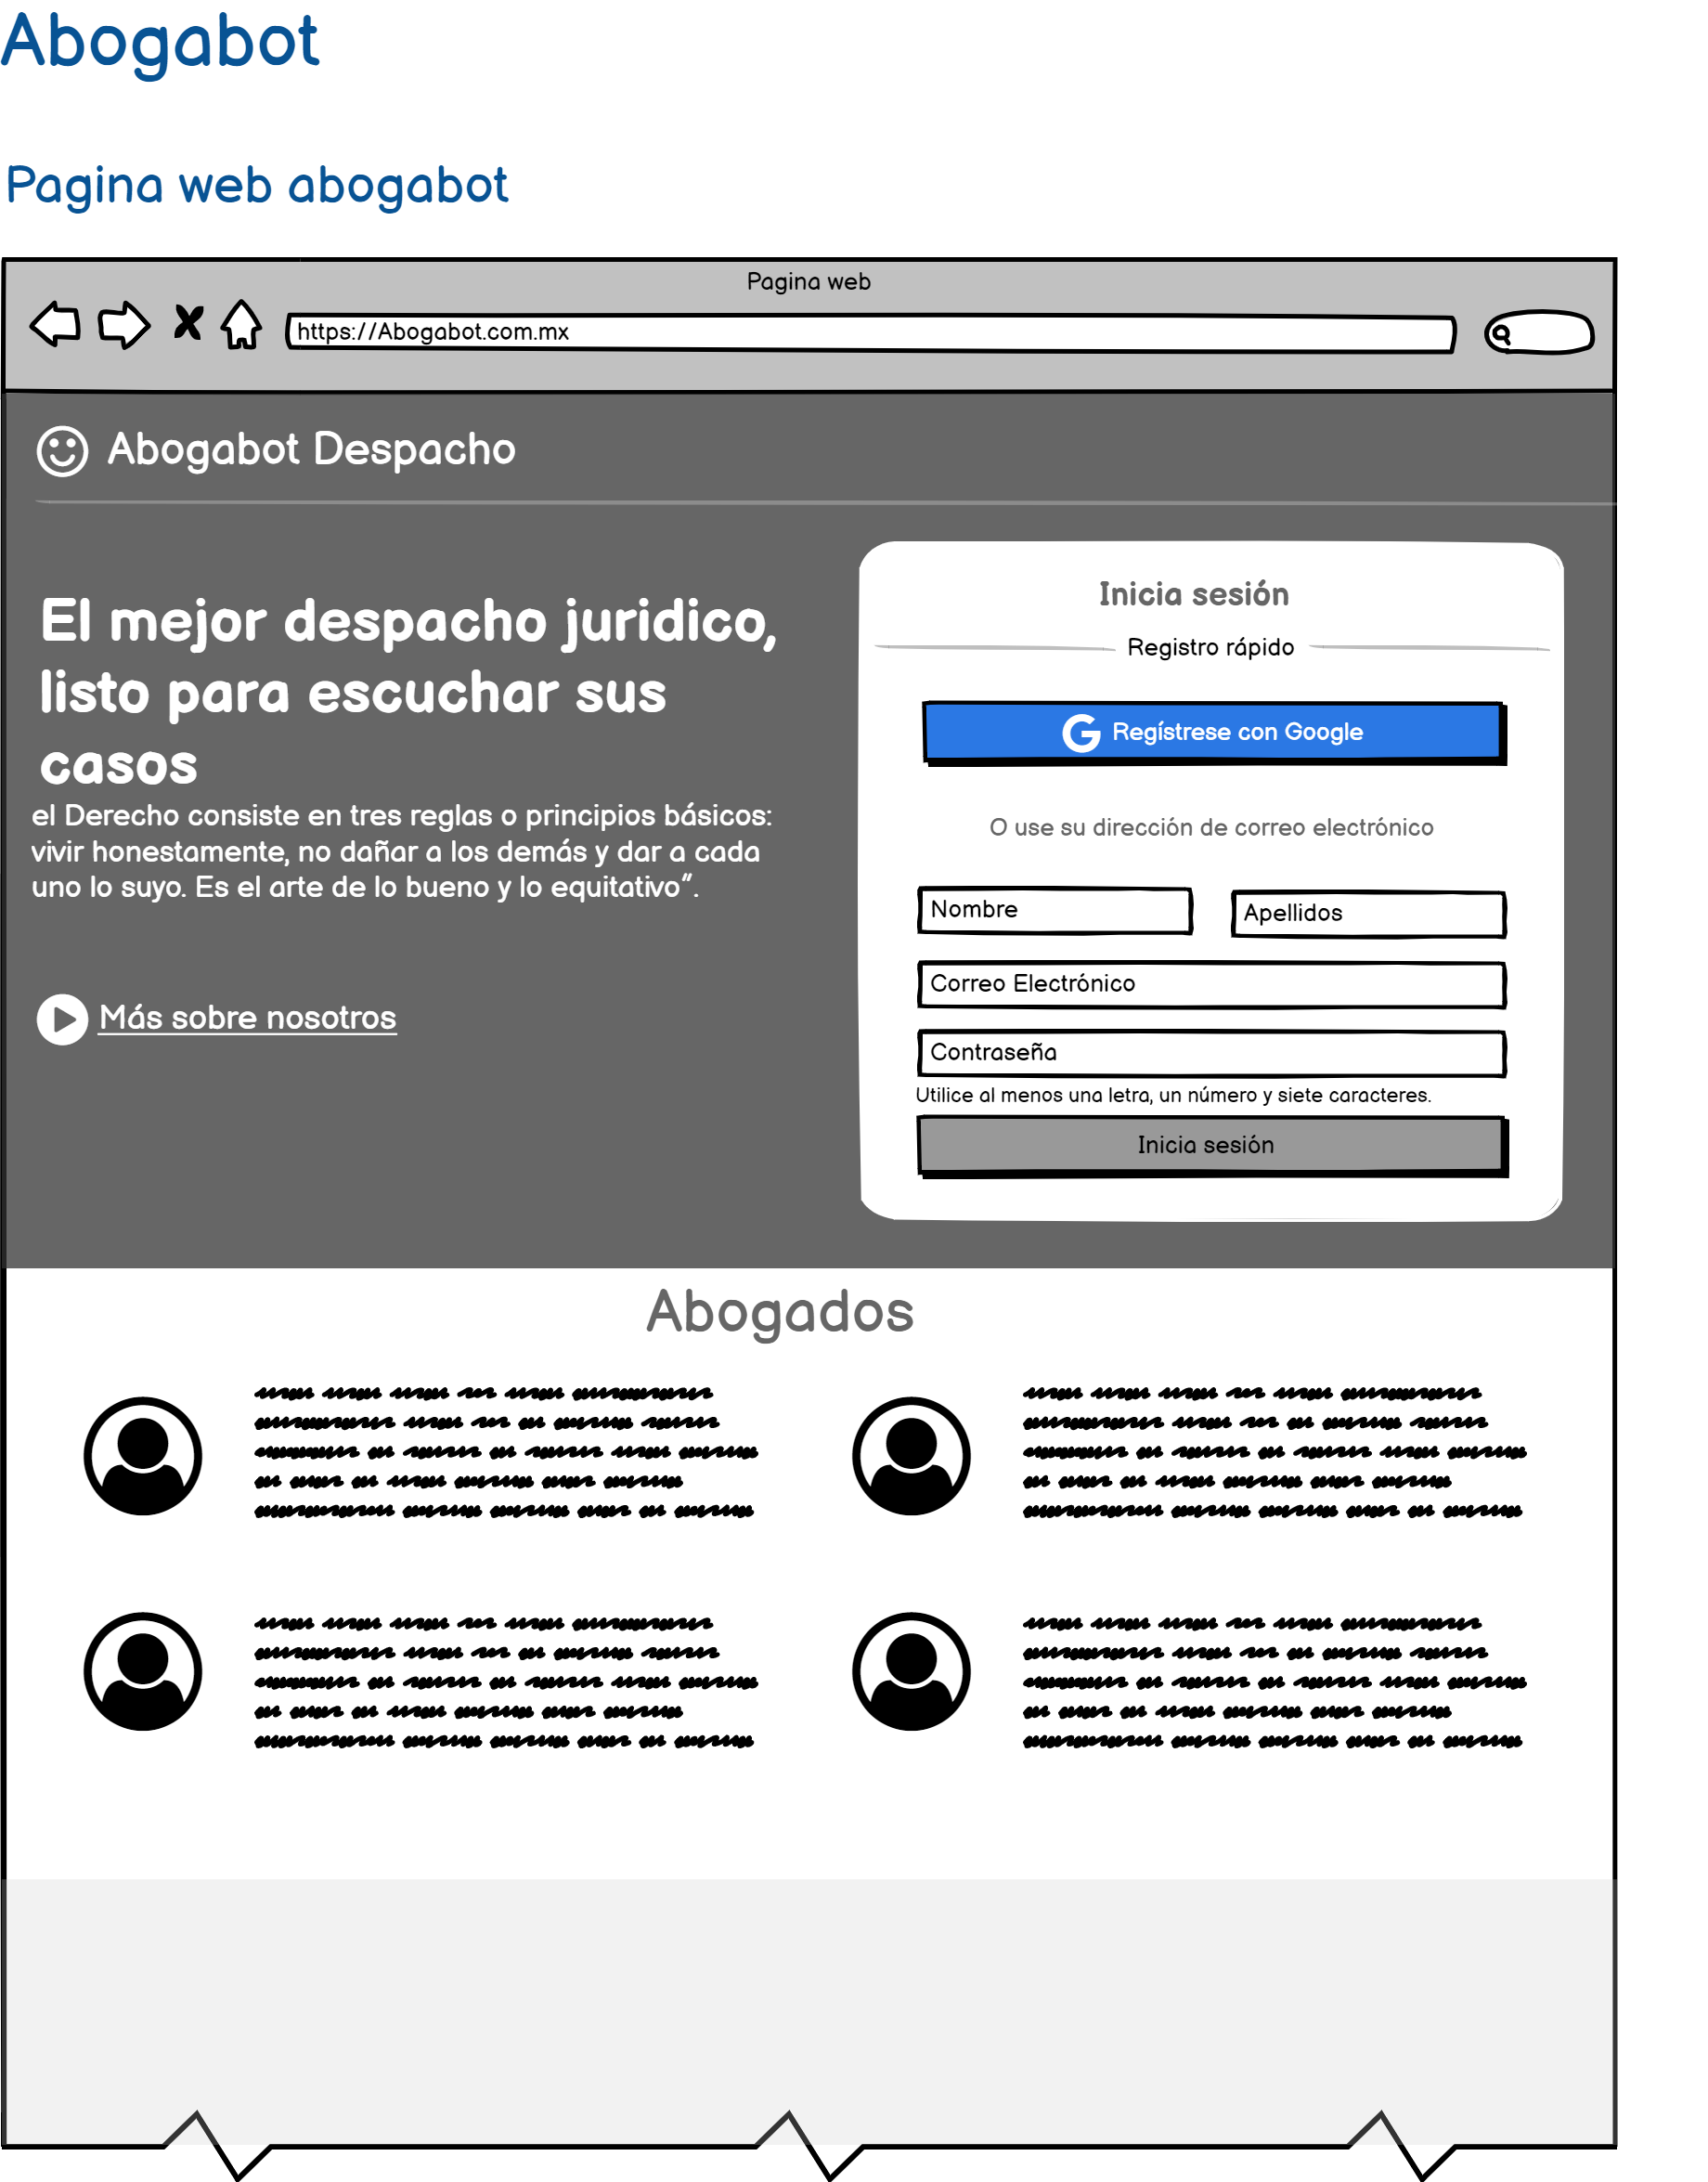 Abogabot
Pagina web abogabot
Pagina web
https://Abogabot.com.mx
Abogabot Despacho
El mejor despacho juridico,
listo para escuchar sus
casos
el Derecho consiste en tres reglas o principios básicos:
vivir honestamente, no dañar a los demás y dar a cada
uno lo suyo. Es el arte de lo bueno y lo equitativo”.
Más sobre nosotros
Inicia sesión
Registro rápido
G Regístrese con Google
O use su dirección de correo electrónico
Nombre
Apellidos
Correo Electrónico
Contraseña
Utilice al menos una letra, un número y siete caracteres.
Inicia sesión
Abogados